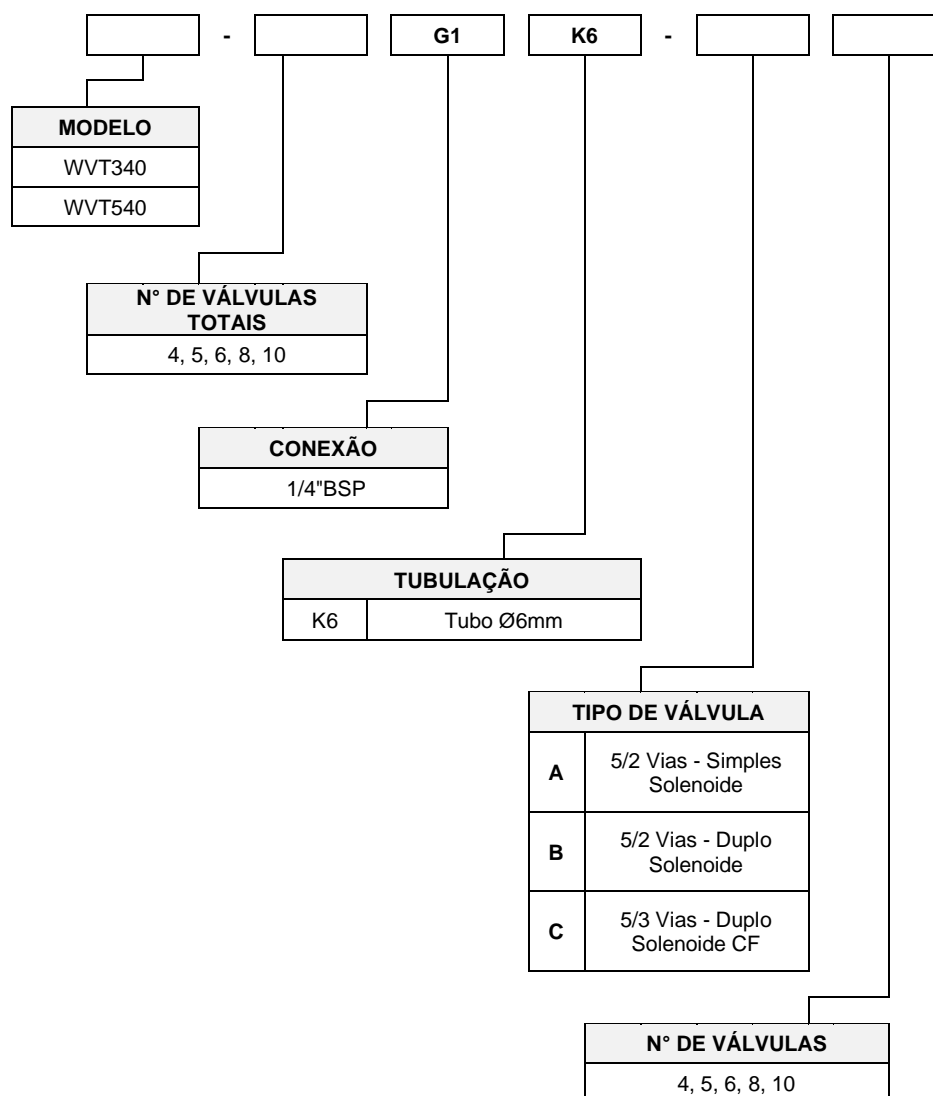 - G1 K6 -
MODELO
WVT340
WVT540
N° DE VÁLVULAS
TOTAIS
4, 5, 6, 8, 10
CONEXÃO
1/4"BSP
TUBULAÇÃO
K6 Tubo Ø6mm
TIPO DE VÁLVULA
A 5/2 Vias - Simples
Solenoide
B 5/2 Vias - Duplo
Solenoide
C 5/3 Vias - Duplo
Solenoide CF
N° DE VÁLVULAS
4, 5, 6, 8, 10